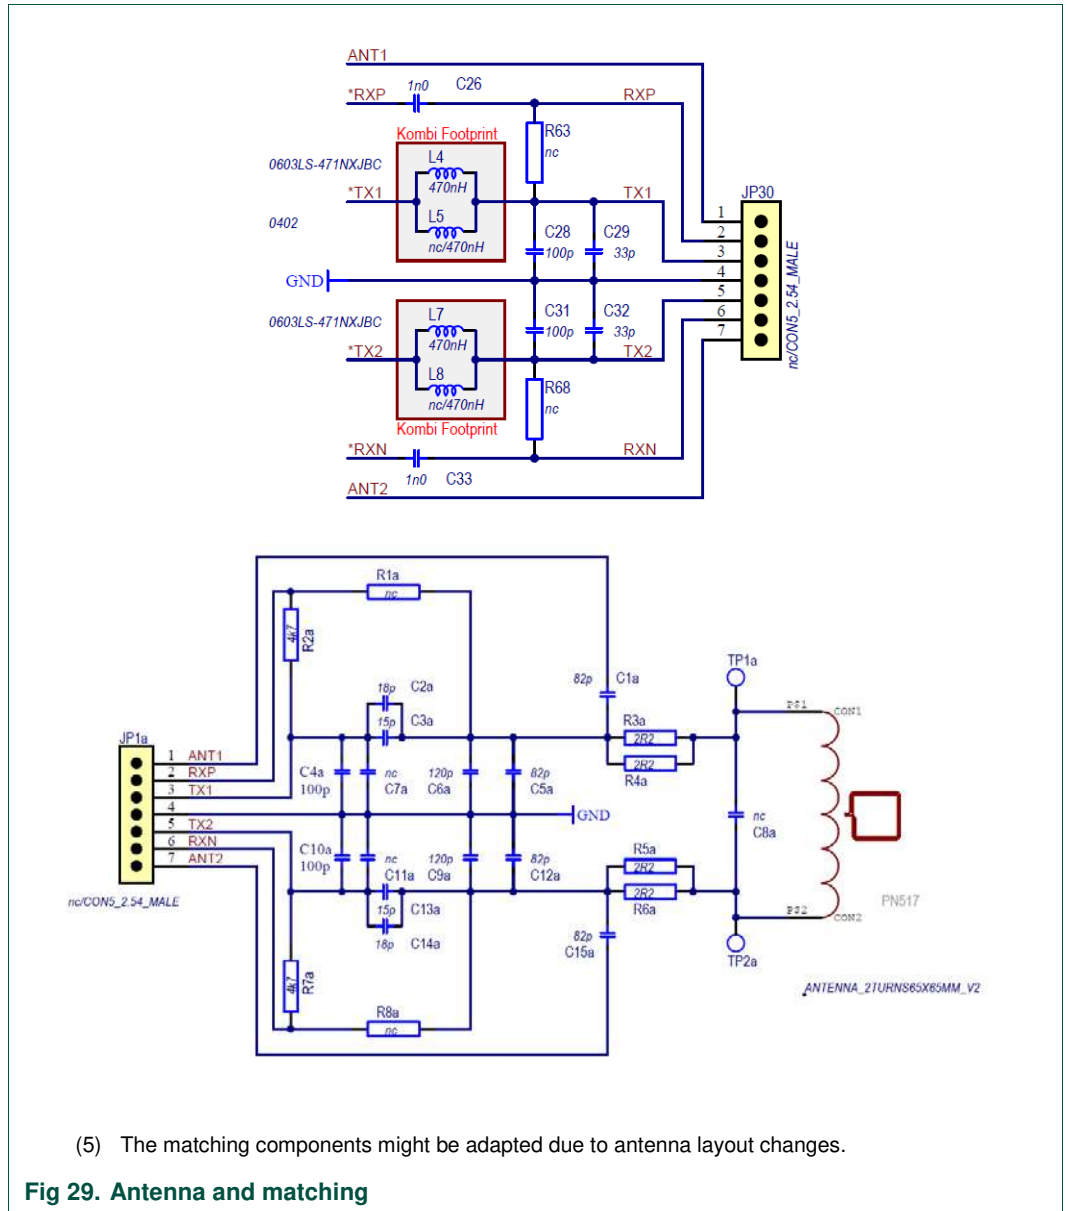 ANT1
1n0 C26
*RXP RXP
R63
nc
Kombi Footprint
0603LS-471NXJBC
L4
470nH
*TX1 TX1
L5
0402
nc/470nH
C28 C29
100p 33p
JP30
1
2
3
4
5
6
7
nc/CON5_2.54_MALE
GND
0603LS-471NXJBC
L7
470nH
*TX2 TX2
L8
nc/470nH
Kombi Footprint
C31 C32
100p 33p
R68
nc
*RXN RXN
1n0 C33
ANT2
R1a
nc
4k7
R2a
18p C2a
15p C3a
82p C1a
TP1a
R3a
2R2
2R2
R4a
PS1 CON1
JP1a
1 ANT1
2 RXP
3 TX1
4
5 TX2
6 RXN
7 ANT2
nc/CON5_2.54_MALE
C4a
100p
nc
C7a
120p
C6a
82p
C5a
GND
nc
C8a
C10a
100p
nc
C11a
120p
C9a
82p
C12a
15p C13a
18p C14a
R5a
2R2
2R2
R6a
82p
C15a
PS2 CON2
TP2a
PN517
4k7
R7a
R8a
nc
ANTENNA_2TURNS65X65MM_V2
(5) The matching components might be adapted due to antenna layout changes.
Fig 29. Antenna and matching